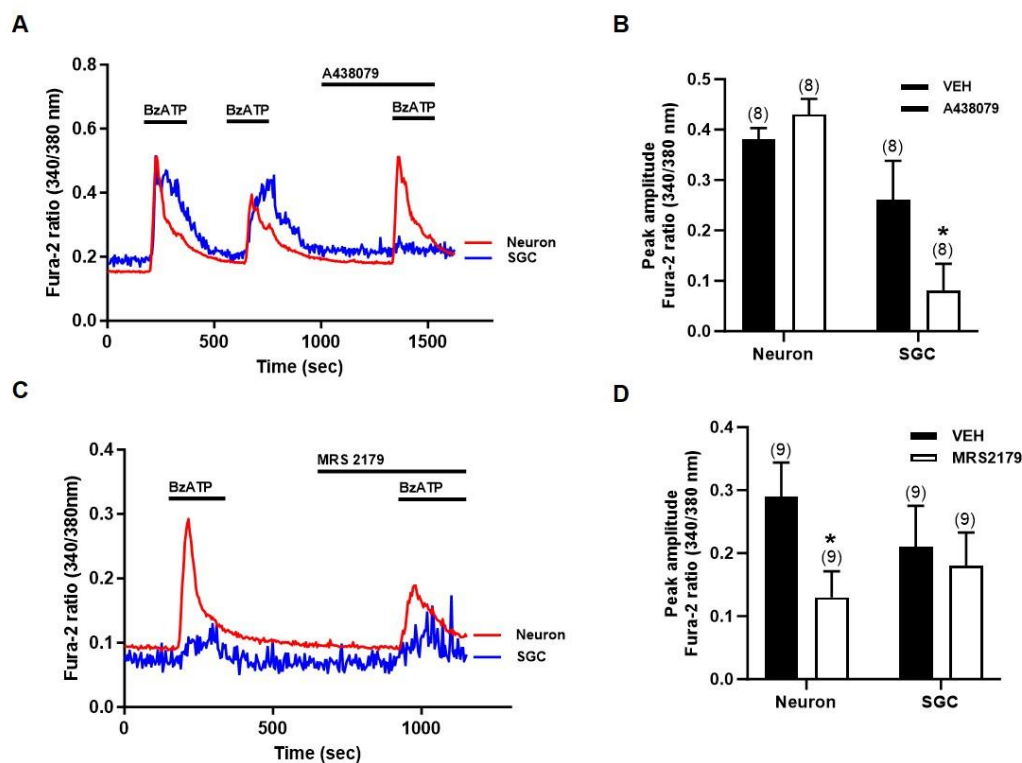 A
Fura-2 ratio (340/380 nm)
0.8
0.6
0.4
0.2
0.0
A438079
BzATP
BzATP
BzATP
Neuron
SGC
0
500
1000
1500
Time (sec)
B
Peak amplitude
Fura-2 ratio (340/380 nm)
0.5
0.4
0.3
0.2
0.1
0.0
VEH
A438079
(8)
(8)
(8)
*
(8)
Neuron
SGC
C
Fura-2 ratio (340/380nm)
0.4
0.3
0.2
0.1
0.0
MRS 2179
BzATP
BzATP
Neuron
SGC
0
500
1000
Time (sec)
D
Peak amplitude
Fura-2 ratio (340/380 nm)
0.4
0.3
0.2
0.1
0.0
VEH
MRS2179
(9)
*
(9)
(9)
(9)
Neuron
SGC